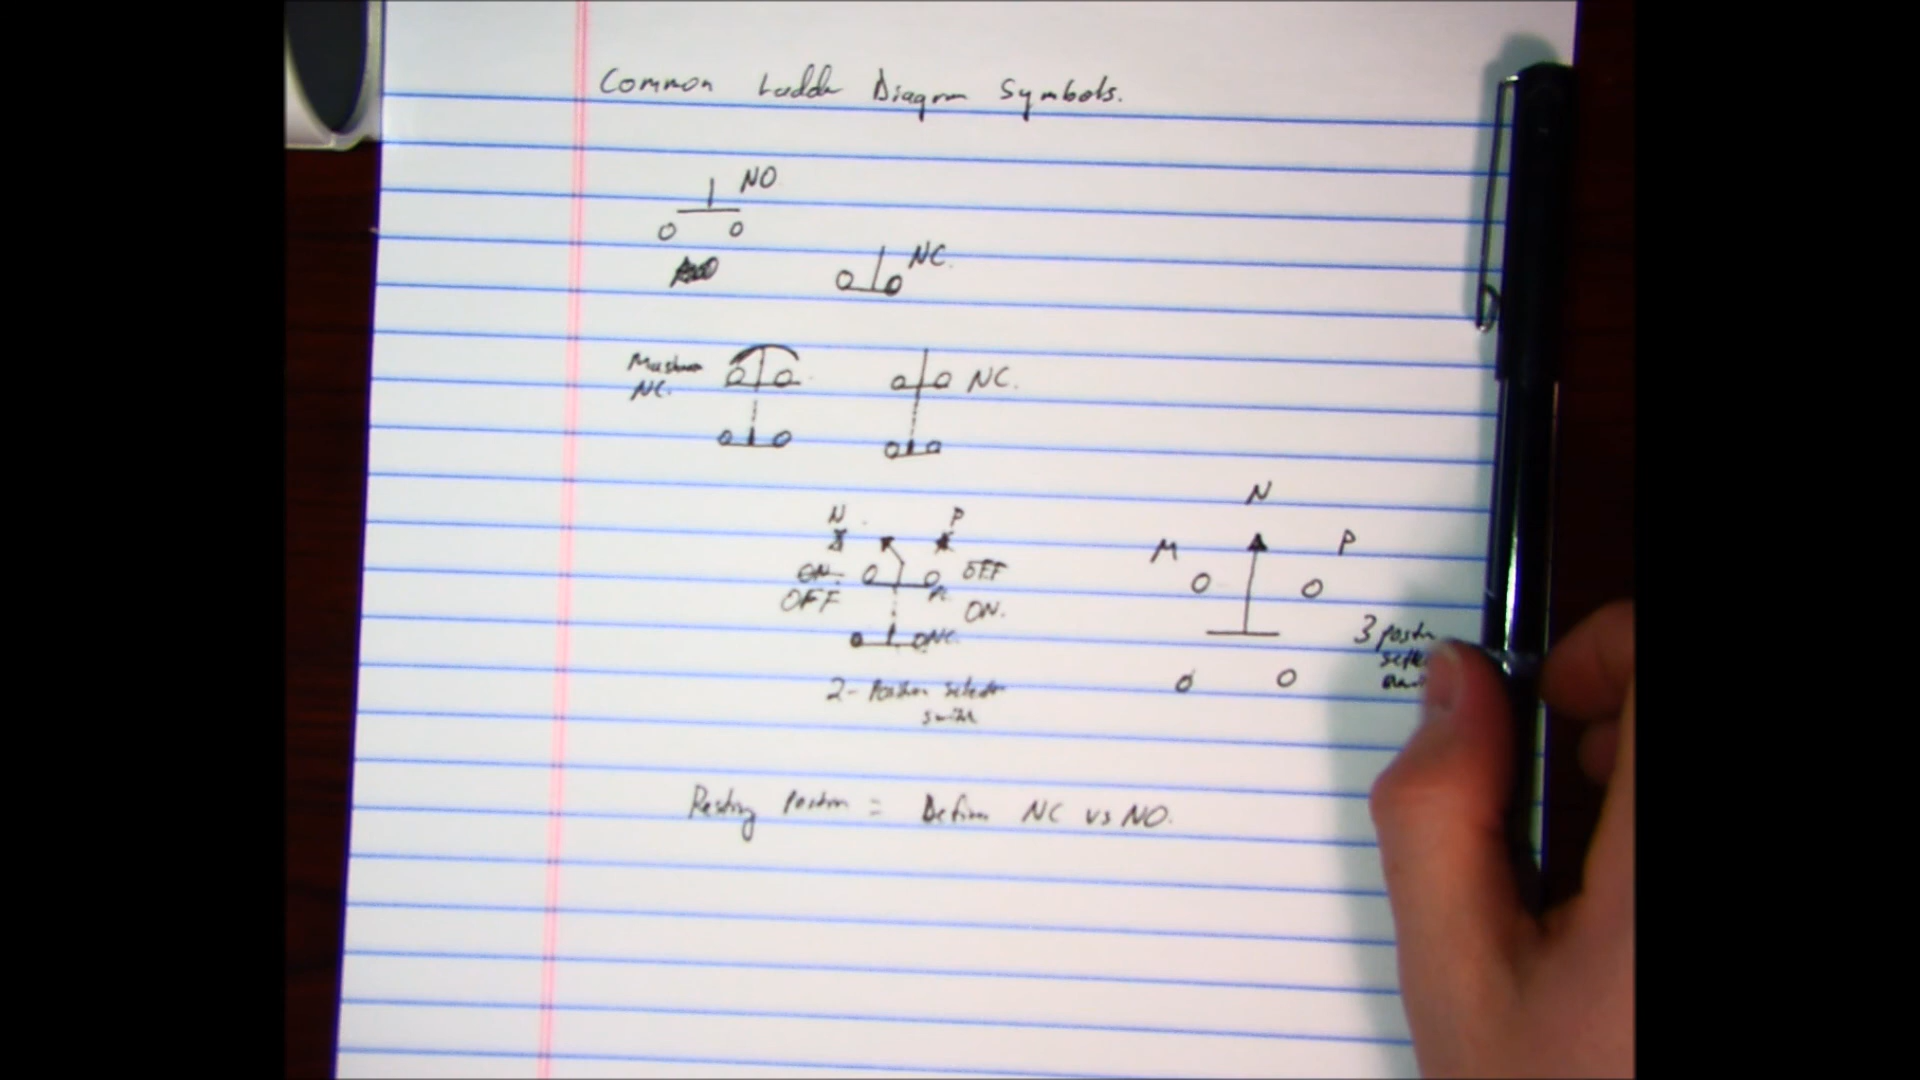 Common Ladder Diagram Symbols.
NO
NC.
Mushroom
NC.
NC.
N P
ON OFF
OFF ON.
NC.
2- Position selector
switch
N
M P
3 position
Resting Position = Define NC vs NO.